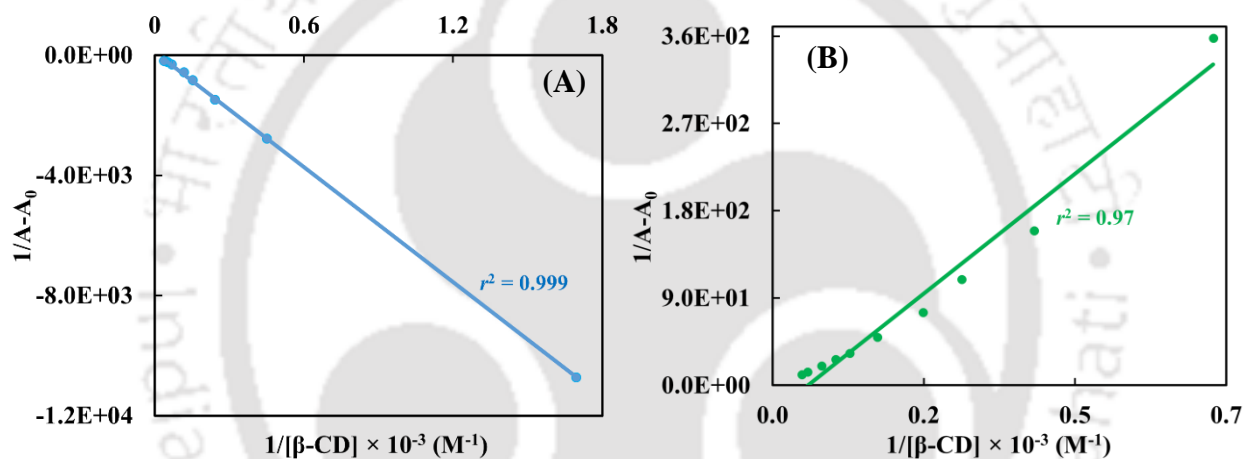 0 0.6 1.2 1.8
0.0E+00
-4.0E+03
-8.0E+03
-1.2E+04
1/A-A₀
(A)
r² = 0.999
1/[β-CD] × 10⁻³ (M⁻¹)
3.6E+02
2.7E+02
1.8E+02
9.0E+01
0.0E+00
1/A-A₀
(B)
r² = 0.97
0.0 0.2 0.5 0.7
1/[β-CD] × 10⁻³ (M⁻¹)